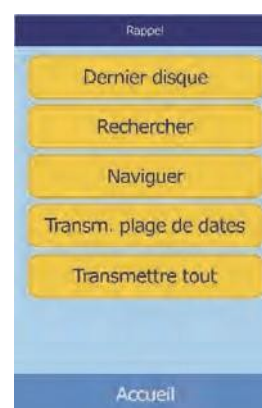 Rappel
Dernier disque
Rechercher
Naviguer
Transm. plage de dates
Transmettre tout
Accueil